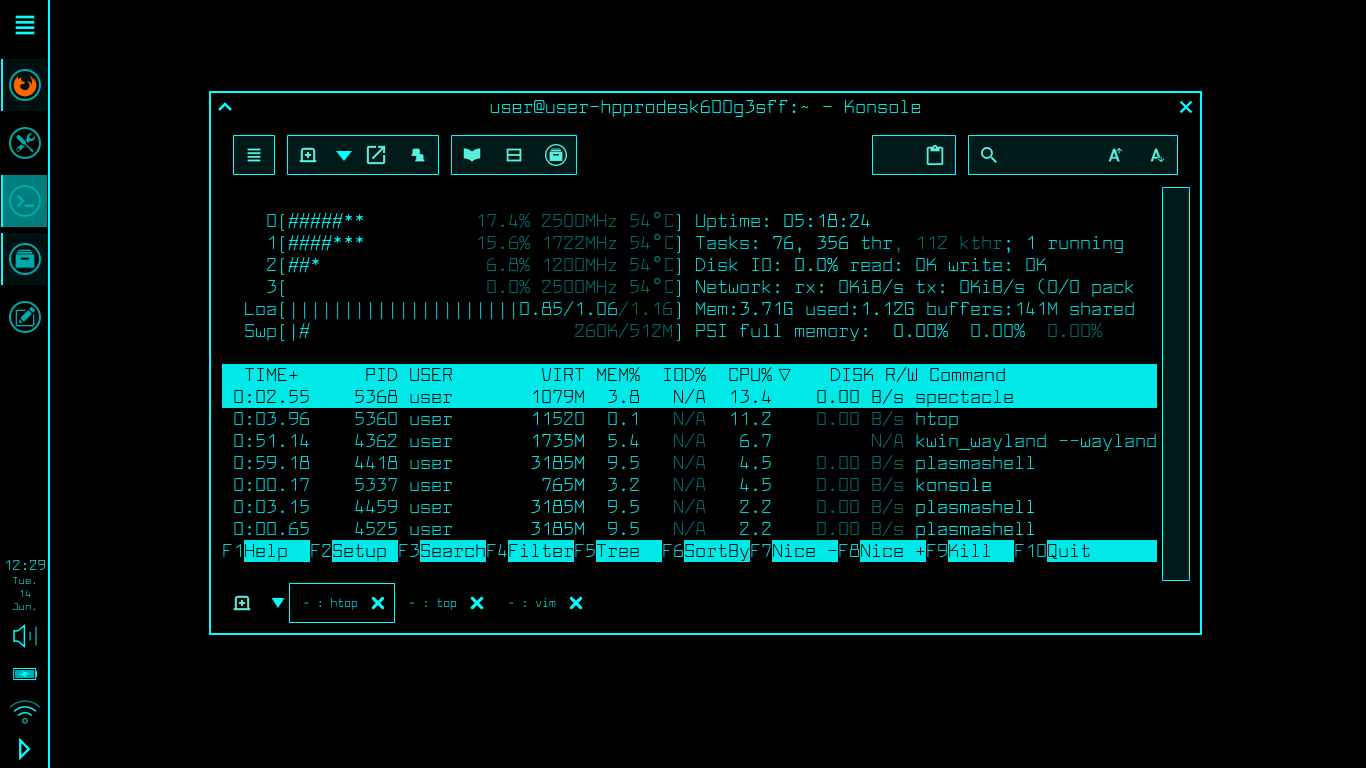 user@user-hpprodesk600g3sff:~ - Konsole
0[#####** 17.4% 2500MHz 54°C] Uptime: 05:18:24
1[####*** 15.6% 1722MHz 54°C] Tasks: 76, 356 thr, 112 kthr; 1 running
2[##* 6.8% 1200MHz 54°C] Disk IO: 0.0% read: 0K write: 0K
3[ 0.0% 2500MHz 54°C] Network: rx: 0KiB/s tx: 0KiB/s (0/0 pack
Loa[|||||||||||||||||||||0.85/1.06/1.16] Mem:3.71G used:1.12G buffers:141M shared
Swp[|# 260K/512M] PSI full memory: 0.00% 0.00% 0.00%
TIME+ PID USER VIRT MEM% IOD% CPU%▽ DISK R/W Command
0:02.55 5368 user 1079M 3.8 N/A 13.4 0.00 B/s spectacle
0:03.96 5360 user 11520 0.1 N/A 11.2 0.00 B/s htop
0:51.14 4362 user 1735M 5.4 N/A 6.7 N/A kwin_wayland --wayland
0:59.18 4418 user 3185M 9.5 N/A 4.5 0.00 B/s plasmashell
0:00.17 5337 user 765M 3.2 N/A 4.5 0.00 B/s konsole
0:03.15 4459 user 3185M 9.5 N/A 2.2 0.00 B/s plasmashell
0:00.65 4525 user 3185M 9.5 N/A 2.2 0.00 B/s plasmashell
F1Help F2Setup F3SearchF4FilterF5Tree F6SortByF7Nice -F8Nice +F9Kill F10Quit
~ : htop ~ : top ~ : vim
12:29
Tue.
14
Jun.